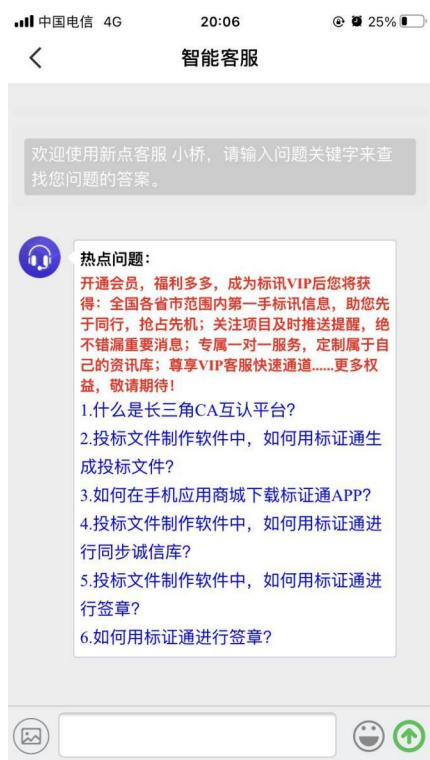 中国电信 4G 20:06 25%
智能客服
欢迎使用新点客服 小桥，请输入问题关键字来查
找您问题的答案。
热点问题：
开通会员，福利多多，成为标讯VIP后您将获
得：全国各省市范围内第一手标讯信息，助您先
于同行，抢占先机；关注项目及时推送提醒，绝
不错漏重要消息；专属一对一服务，定制属于自
己的资讯库；尊享VIP客服快速通道......更多权
益，敬请期待！
1.什么是长三角CA互认平台？
2.投标文件制作软件中，如何用标证通生
成投标文件？
3.如何在手机应用商城下载标证通APP？
4.投标文件制作软件中，如何用标证通进
行同步诚信库？
5.投标文件制作软件中，如何用标证通进
行签章？
6.如何用标证通进行签章？